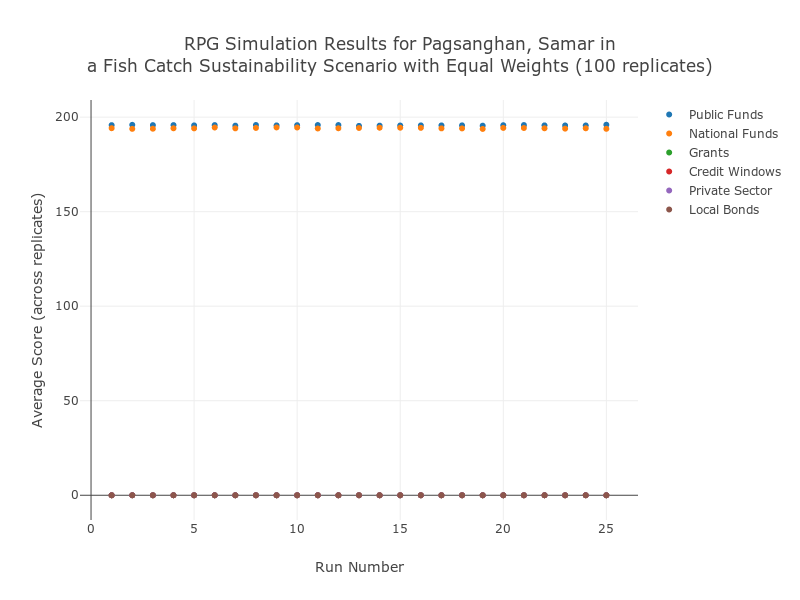 RPG Simulation Results for Pagsanghan, Samar in
a Fish Catch Sustainability Scenario with Equal Weights (100 replicates)
Public Funds
National Funds
Grants
Credit Windows
Private Sector
Local Bonds
Average Score (across replicates)
200
150
100
50
0
0
5
10
15
20
25
Run Number